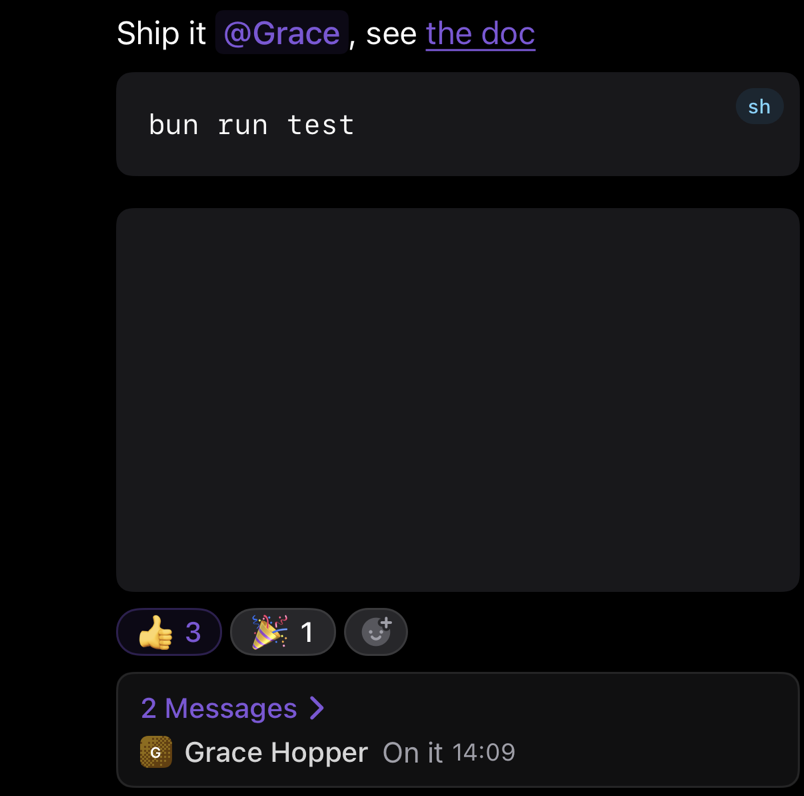 Ship it @Grace, see the doc
sh
bun run test
👍 3 🎉 1
2 Messages >
G Grace Hopper On it 14:09